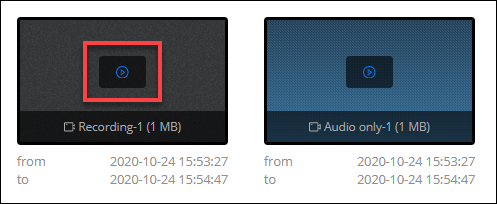 Recording-1 (1 MB)
from 2020-10-24 15:53:27
to 2020-10-24 15:54:47
Audio only-1 (1 MB)
from 2020-10-24 15:53:27
to 2020-10-24 15:54:47